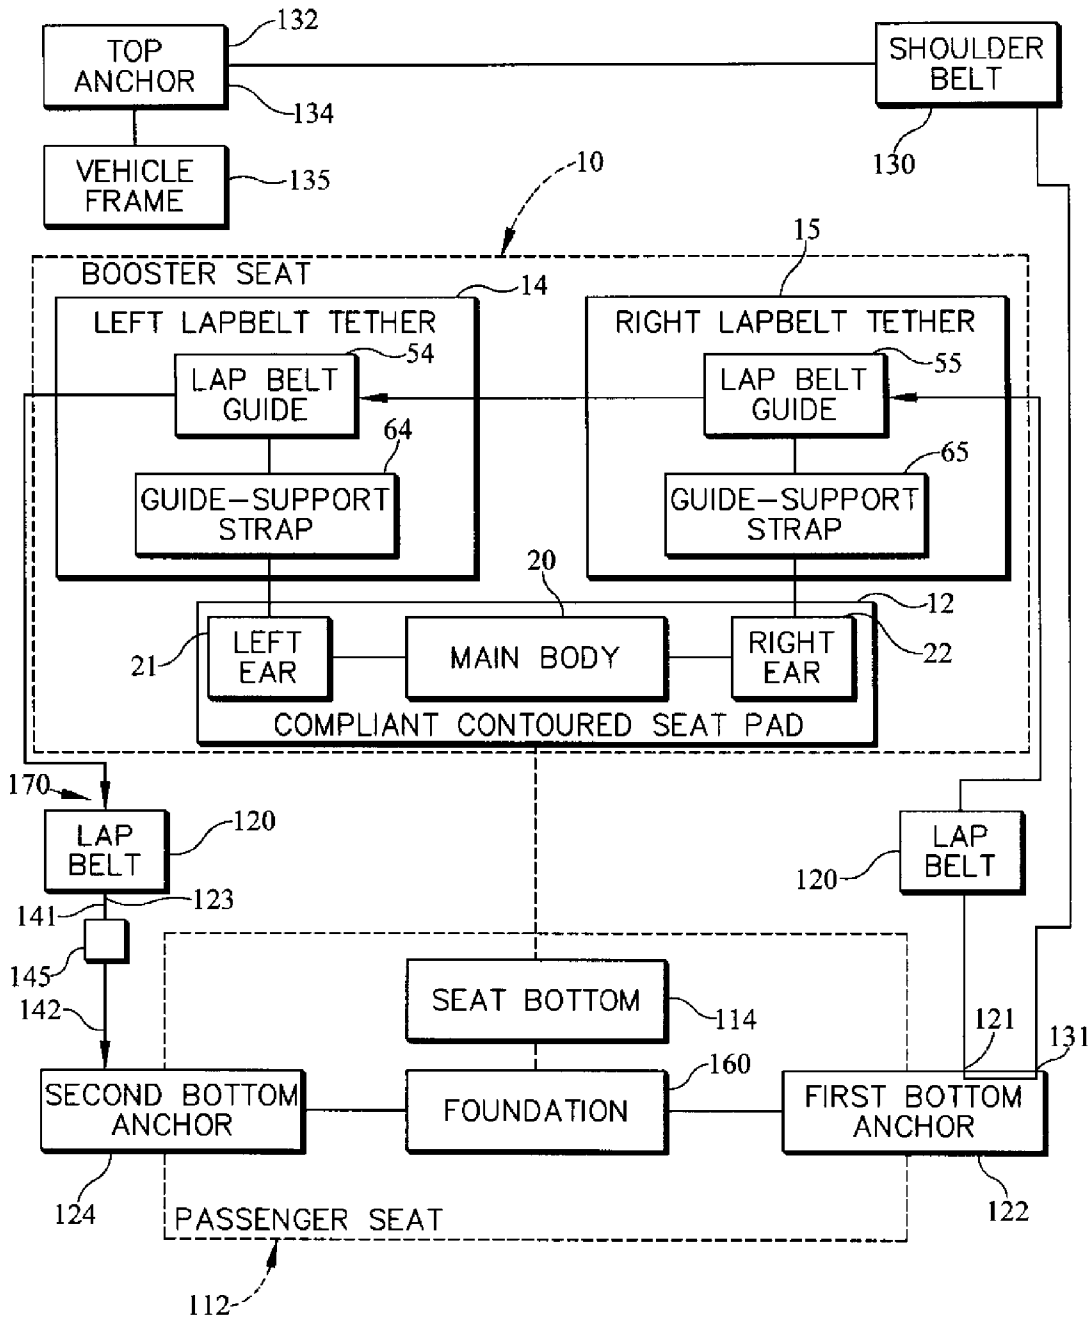 132
TOP
ANCHOR
134
SHOULDER
BELT
130
VEHICLE
FRAME
135
10
15
BOOSTER SEAT
14
LEFT LAPBELT TETHER
RIGHT LAPBELT TETHER
54
LAP BELT
GUIDE
55
LAP BELT
GUIDE
64
GUIDE-SUPPORT
STRAP
65
GUIDE-SUPPORT
STRAP
20
12
21
LEFT
EAR
MAIN BODY
RIGHT
EAR
22
COMPLIANT CONTOURED SEAT PAD
170
LAP
BELT
120
LAP
BELT
120
141
123
145
142
SEAT BOTTOM
114
121
131
160
SECOND BOTTOM
ANCHOR
FOUNDATION
FIRST BOTTOM
ANCHOR
124
122
PASSENGER SEAT
112